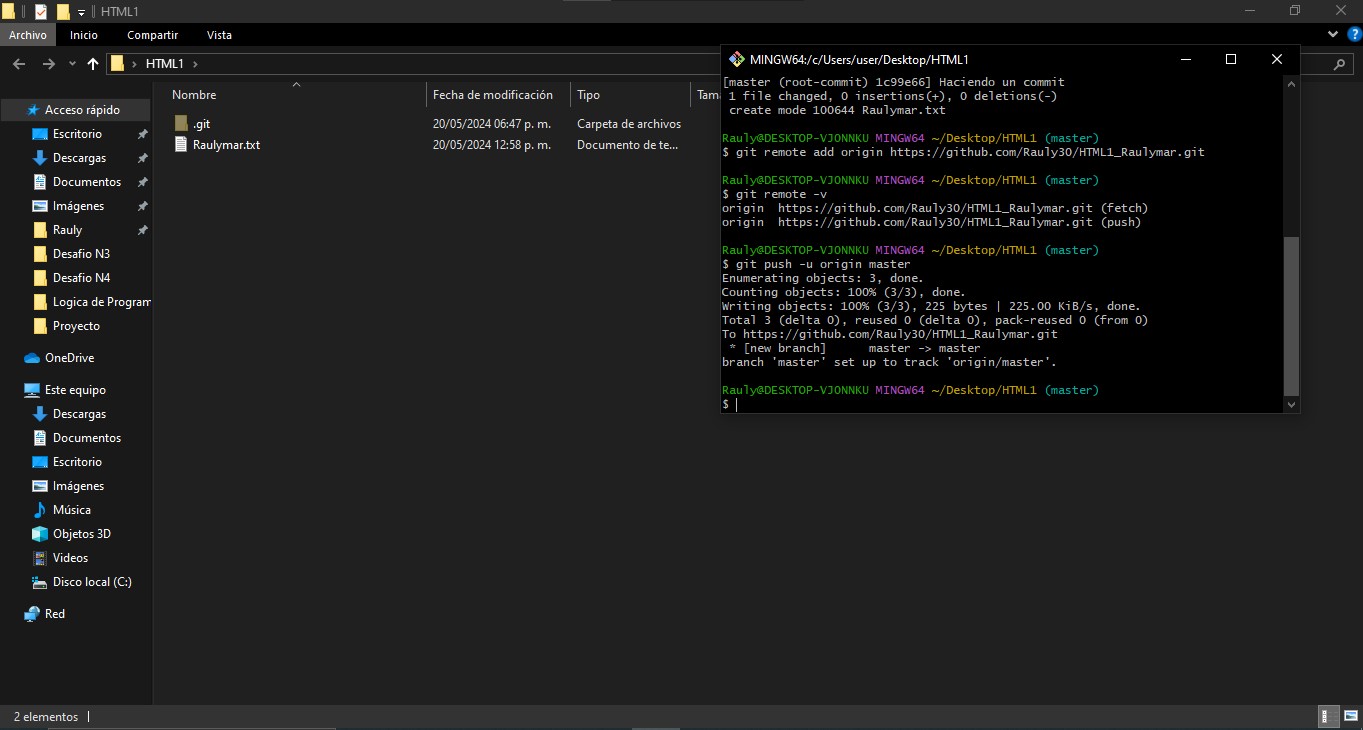 HTML1
Archivo Inicio Compartir Vista
HTML1
Nombre Fecha de modificación Tipo
.git 20/05/2024 06:47 p. m. Carpeta de archivos
Raulymar.txt 20/05/2024 12:58 p. m. Documento de te...
Acceso rápido
Escritorio
Descargas
Documentos
Imágenes
Rauly
Desafio N3
Desafio N4
Logica de Program
Proyecto
OneDrive
Este equipo
Descargas
Documentos
Escritorio
Imágenes
Música
Objetos 3D
Videos
Disco local (C:)
Red
2 elementos
MINGW64:/c/Users/user/Desktop/HTML1
[master (root-commit) 1c99e66] Haciendo un commit
1 file changed, 0 insertions(+), 0 deletions(-)
create mode 100644 Raulymar.txt
Rauly@DESKTOP-VJONNKU MINGW64 ~/Desktop/HTML1 (master)
$ git remote add origin https://github.com/Rauly30/HTML1_Raulymar.git
Rauly@DESKTOP-VJONNKU MINGW64 ~/Desktop/HTML1 (master)
$ git remote -v
origin https://github.com/Rauly30/HTML1_Raulymar.git (fetch)
origin https://github.com/Rauly30/HTML1_Raulymar.git (push)
Rauly@DESKTOP-VJONNKU MINGW64 ~/Desktop/HTML1 (master)
$ git push -u origin master
Enumerating objects: 3, done.
Counting objects: 100% (3/3), done.
Writing objects: 100% (3/3), 225 bytes | 225.00 KiB/s, done.
Total 3 (delta 0), reused 0 (delta 0), pack-reused 0 (from 0)
To https://github.com/Rauly30/HTML1_Raulymar.git
* [new branch] master -> master
branch 'master' set up to track 'origin/master'.
Rauly@DESKTOP-VJONNKU MINGW64 ~/Desktop/HTML1 (master)
$